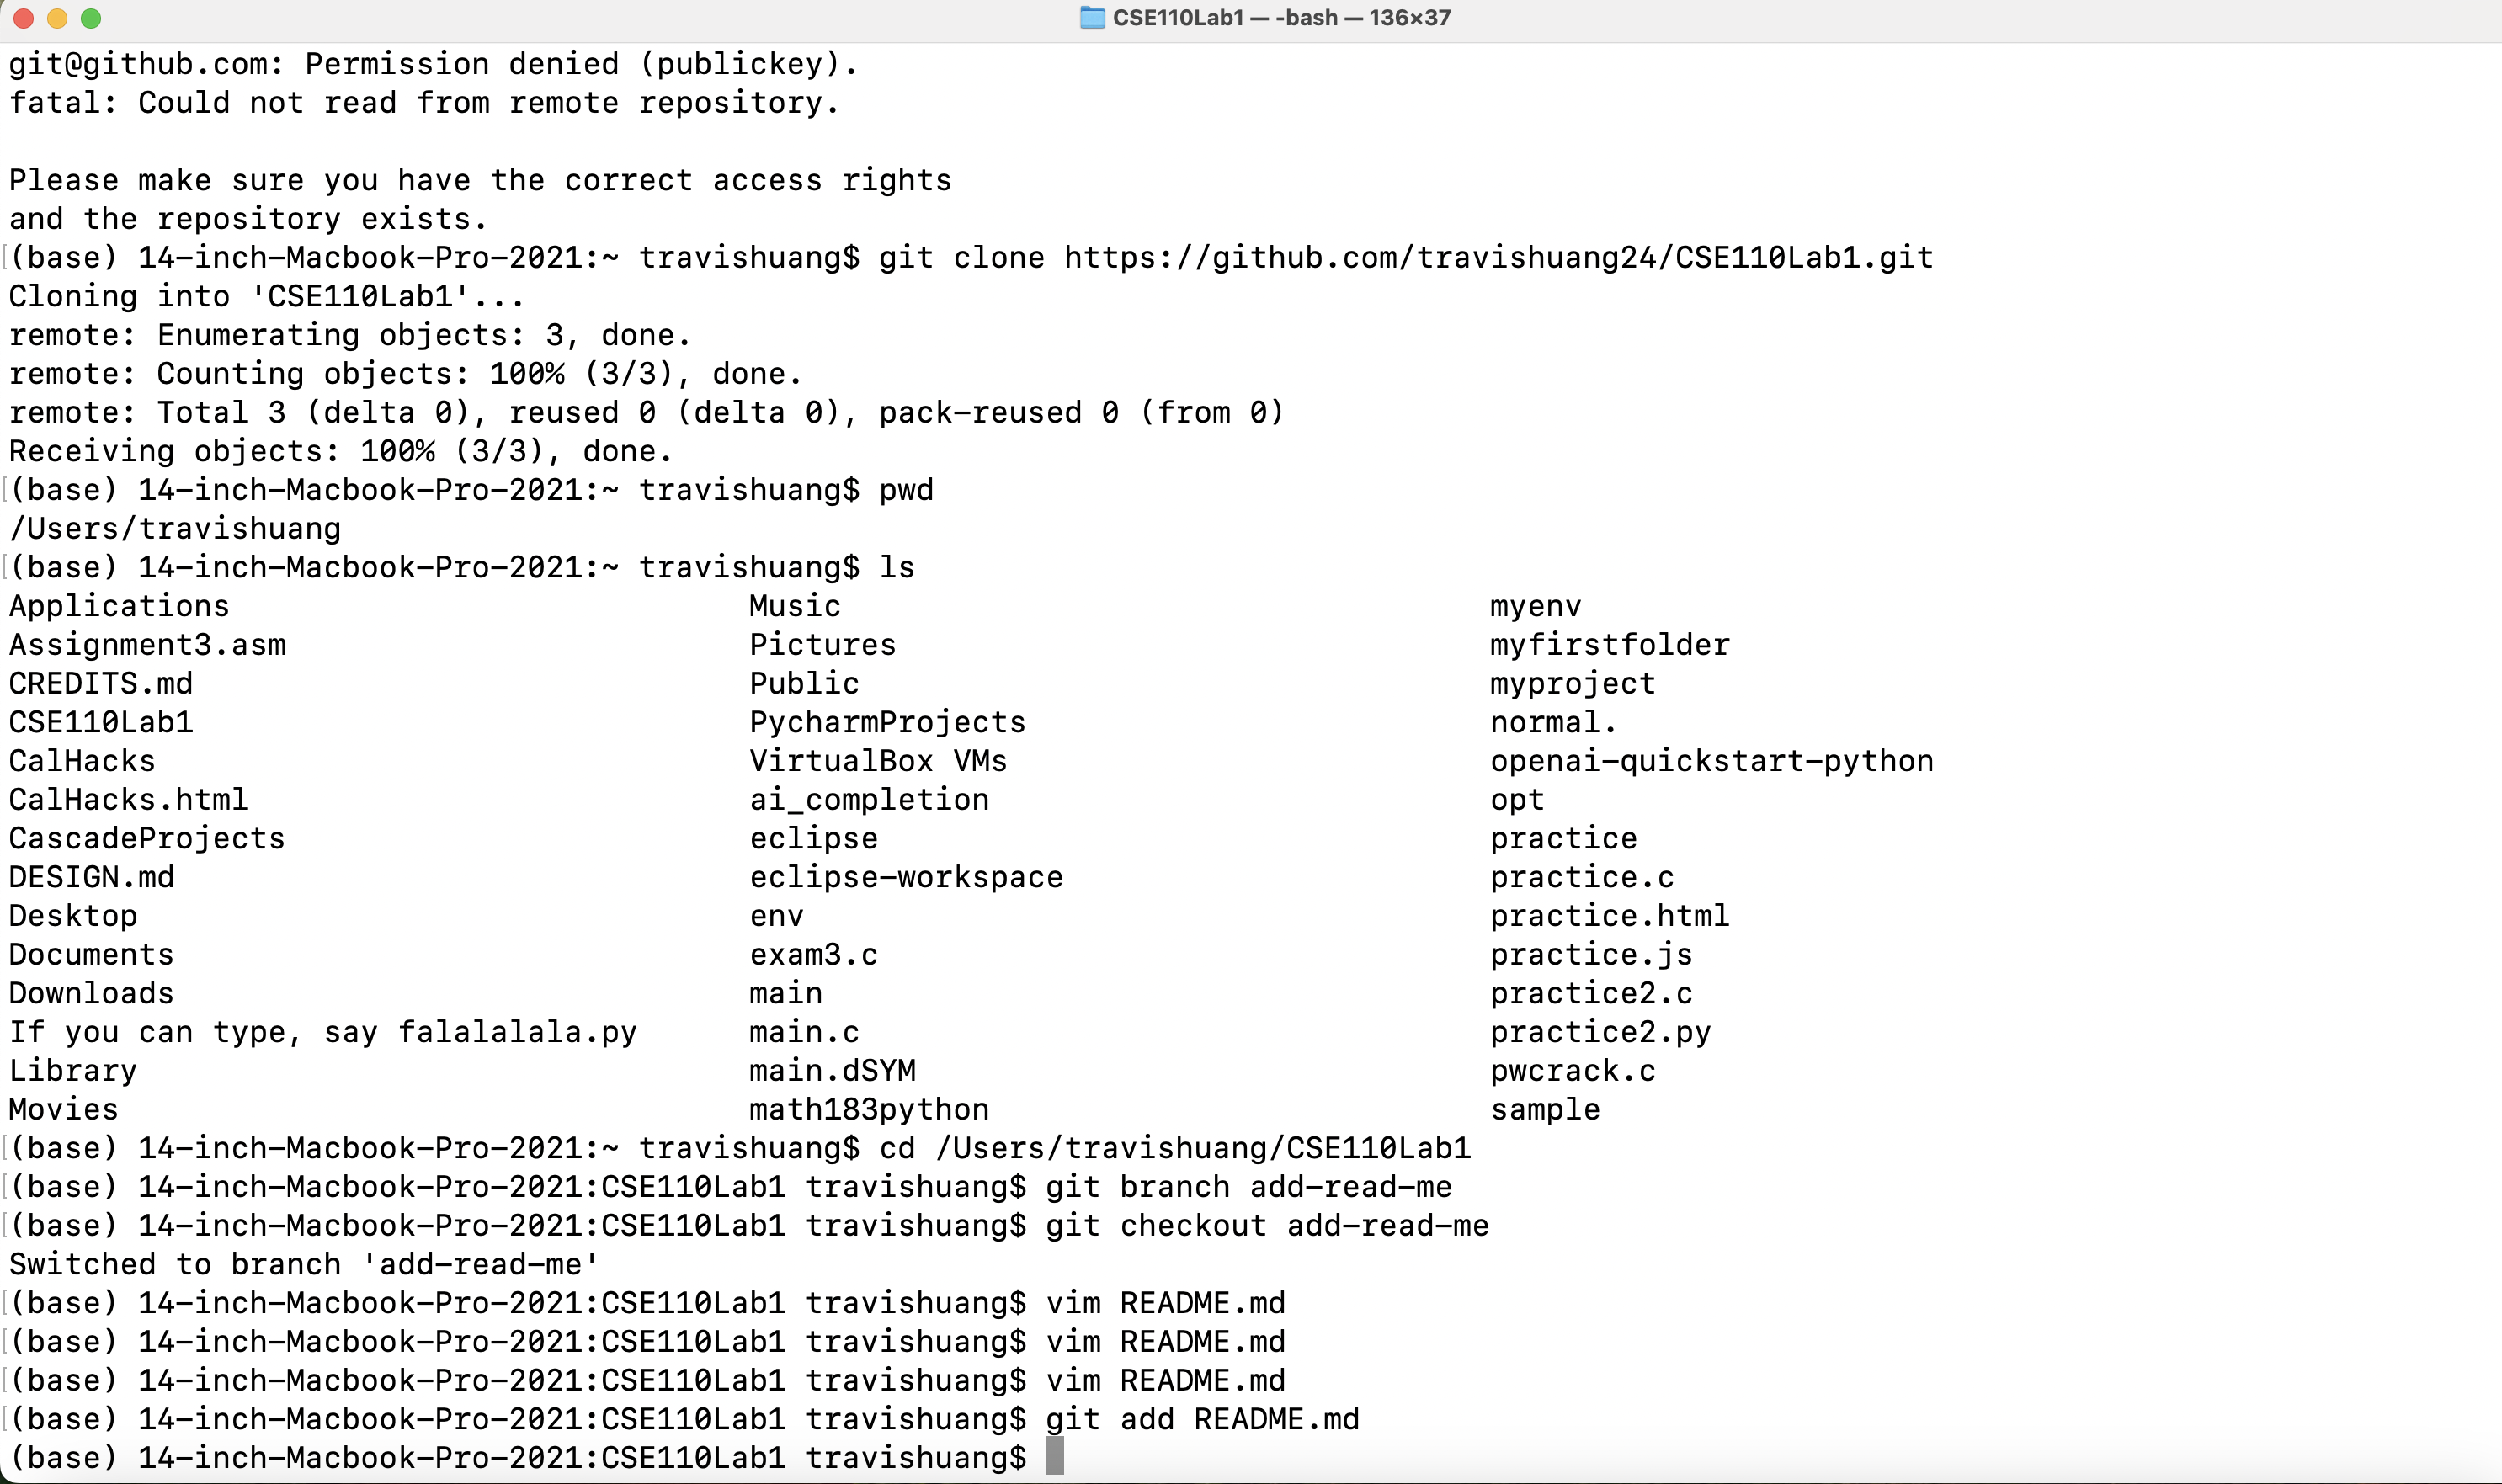 CSE110Lab1 — -bash — 136×37
git@github.com: Permission denied (publickey).
fatal: Could not read from remote repository.
Please make sure you have the correct access rights
and the repository exists.
(base) 14-inch-Macbook-Pro-2021:~ travishuang$ git clone https://github.com/travishuang24/CSE110Lab1.git
Cloning into 'CSE110Lab1'...
remote: Enumerating objects: 3, done.
remote: Counting objects: 100% (3/3), done.
remote: Total 3 (delta 0), reused 0 (delta 0), pack-reused 0 (from 0)
Receiving objects: 100% (3/3), done.
(base) 14-inch-Macbook-Pro-2021:~ travishuang$ pwd
/Users/travishuang
(base) 14-inch-Macbook-Pro-2021:~ travishuang$ ls
Applications Music myenv
Assignment3.asm Pictures myfirstfolder
CREDITS.md Public myproject
CSE110Lab1 PycharmProjects normal.
CalHacks VirtualBox VMs openai-quickstart-python
CalHacks.html ai_completion opt
CascadeProjects eclipse practice
DESIGN.md eclipse-workspace practice.c
Desktop env practice.html
Documents exam3.c practice.js
Downloads main practice2.c
If you can type, say falalalala.py main.c practice2.py
Library main.dSYM pwcrack.c
Movies math183python sample
(base) 14-inch-Macbook-Pro-2021:~ travishuang$ cd /Users/travishuang/CSE110Lab1
(base) 14-inch-Macbook-Pro-2021:CSE110Lab1 travishuang$ git branch add-read-me
(base) 14-inch-Macbook-Pro-2021:CSE110Lab1 travishuang$ git checkout add-read-me
Switched to branch 'add-read-me'
(base) 14-inch-Macbook-Pro-2021:CSE110Lab1 travishuang$ vim README.md
(base) 14-inch-Macbook-Pro-2021:CSE110Lab1 travishuang$ vim README.md
(base) 14-inch-Macbook-Pro-2021:CSE110Lab1 travishuang$ vim README.md
(base) 14-inch-Macbook-Pro-2021:CSE110Lab1 travishuang$ git add README.md
(base) 14-inch-Macbook-Pro-2021:CSE110Lab1 travishuang$